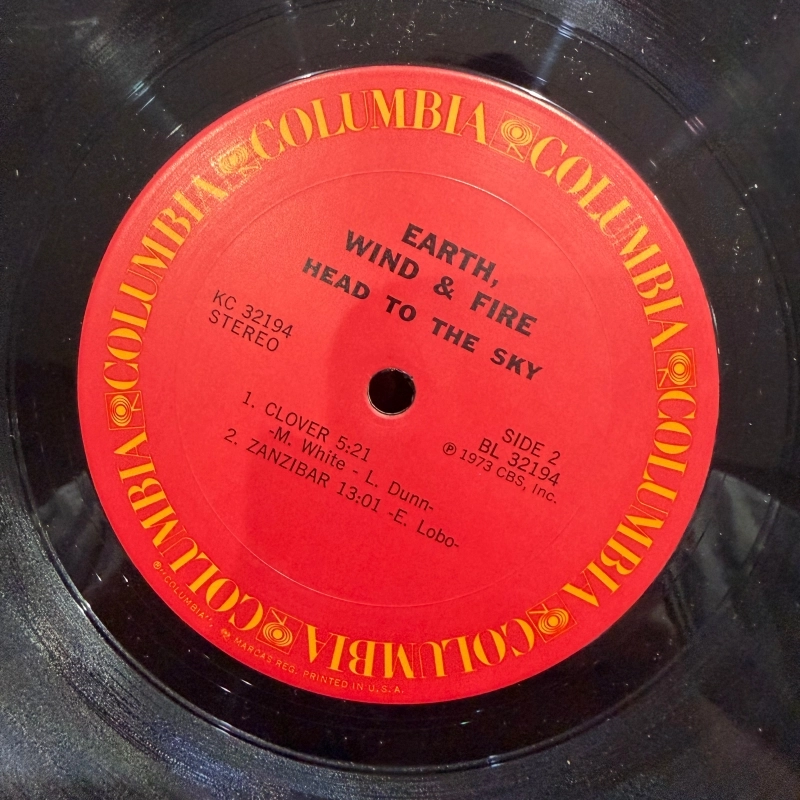 COLUMBIA COLUMBIA COLUMBIA COLUMBIA COLUMBIA COLUMBIA
EARTH,
WIND & FIRE
HEAD TO THE SKY
KC 32194
STEREO
SIDE 2
BL 32194
℗ 1973 CBS, Inc.
1. CLOVER 5:21
-M. White - L. Dunn-
2. ZANZIBAR 13:01 -E. Lobo-
® "COLUMBIA", MARCAS REG. PRINTED IN U.S.A.